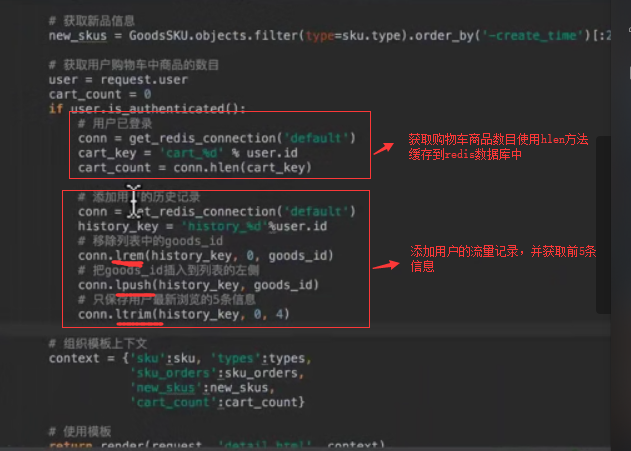 # 获取新品信息
new_skus = GoodsSKU.objects.filter(type=sku.type).order_by('-create_time')[:2
# 获取用户购物车中商品的数目
user = request.user
cart_count = 0
if user.is_authenticated():
# 用户已登录
conn = get_redis_connection('default')
cart_key = 'cart_%d' % user.id
cart_count = conn.hlen(cart_key)
获取购物车商品数目使用hlen方法
缓存到redis数据库中
# 添加用户的历史记录
conn = get_redis_connection('default')
history_key = 'history_%d'%user.id
# 移除列表中的goods_id
conn.lrem(history_key, 0, goods_id)
# 把goods_id插入到列表的左侧
conn.lpush(history_key, goods_id)
# 只保存用户最新浏览的5条信息
conn.ltrim(history_key, 0, 4)
添加用户的流量记录，并获取前5条
信息
# 组织模板上下文
context = {'sku':sku, 'types':types,
'sku_orders':sku_orders,
'new_skus':new_skus,
'cart_count':cart_count}
# 使用模板
return render(request, 'detail.html', context)